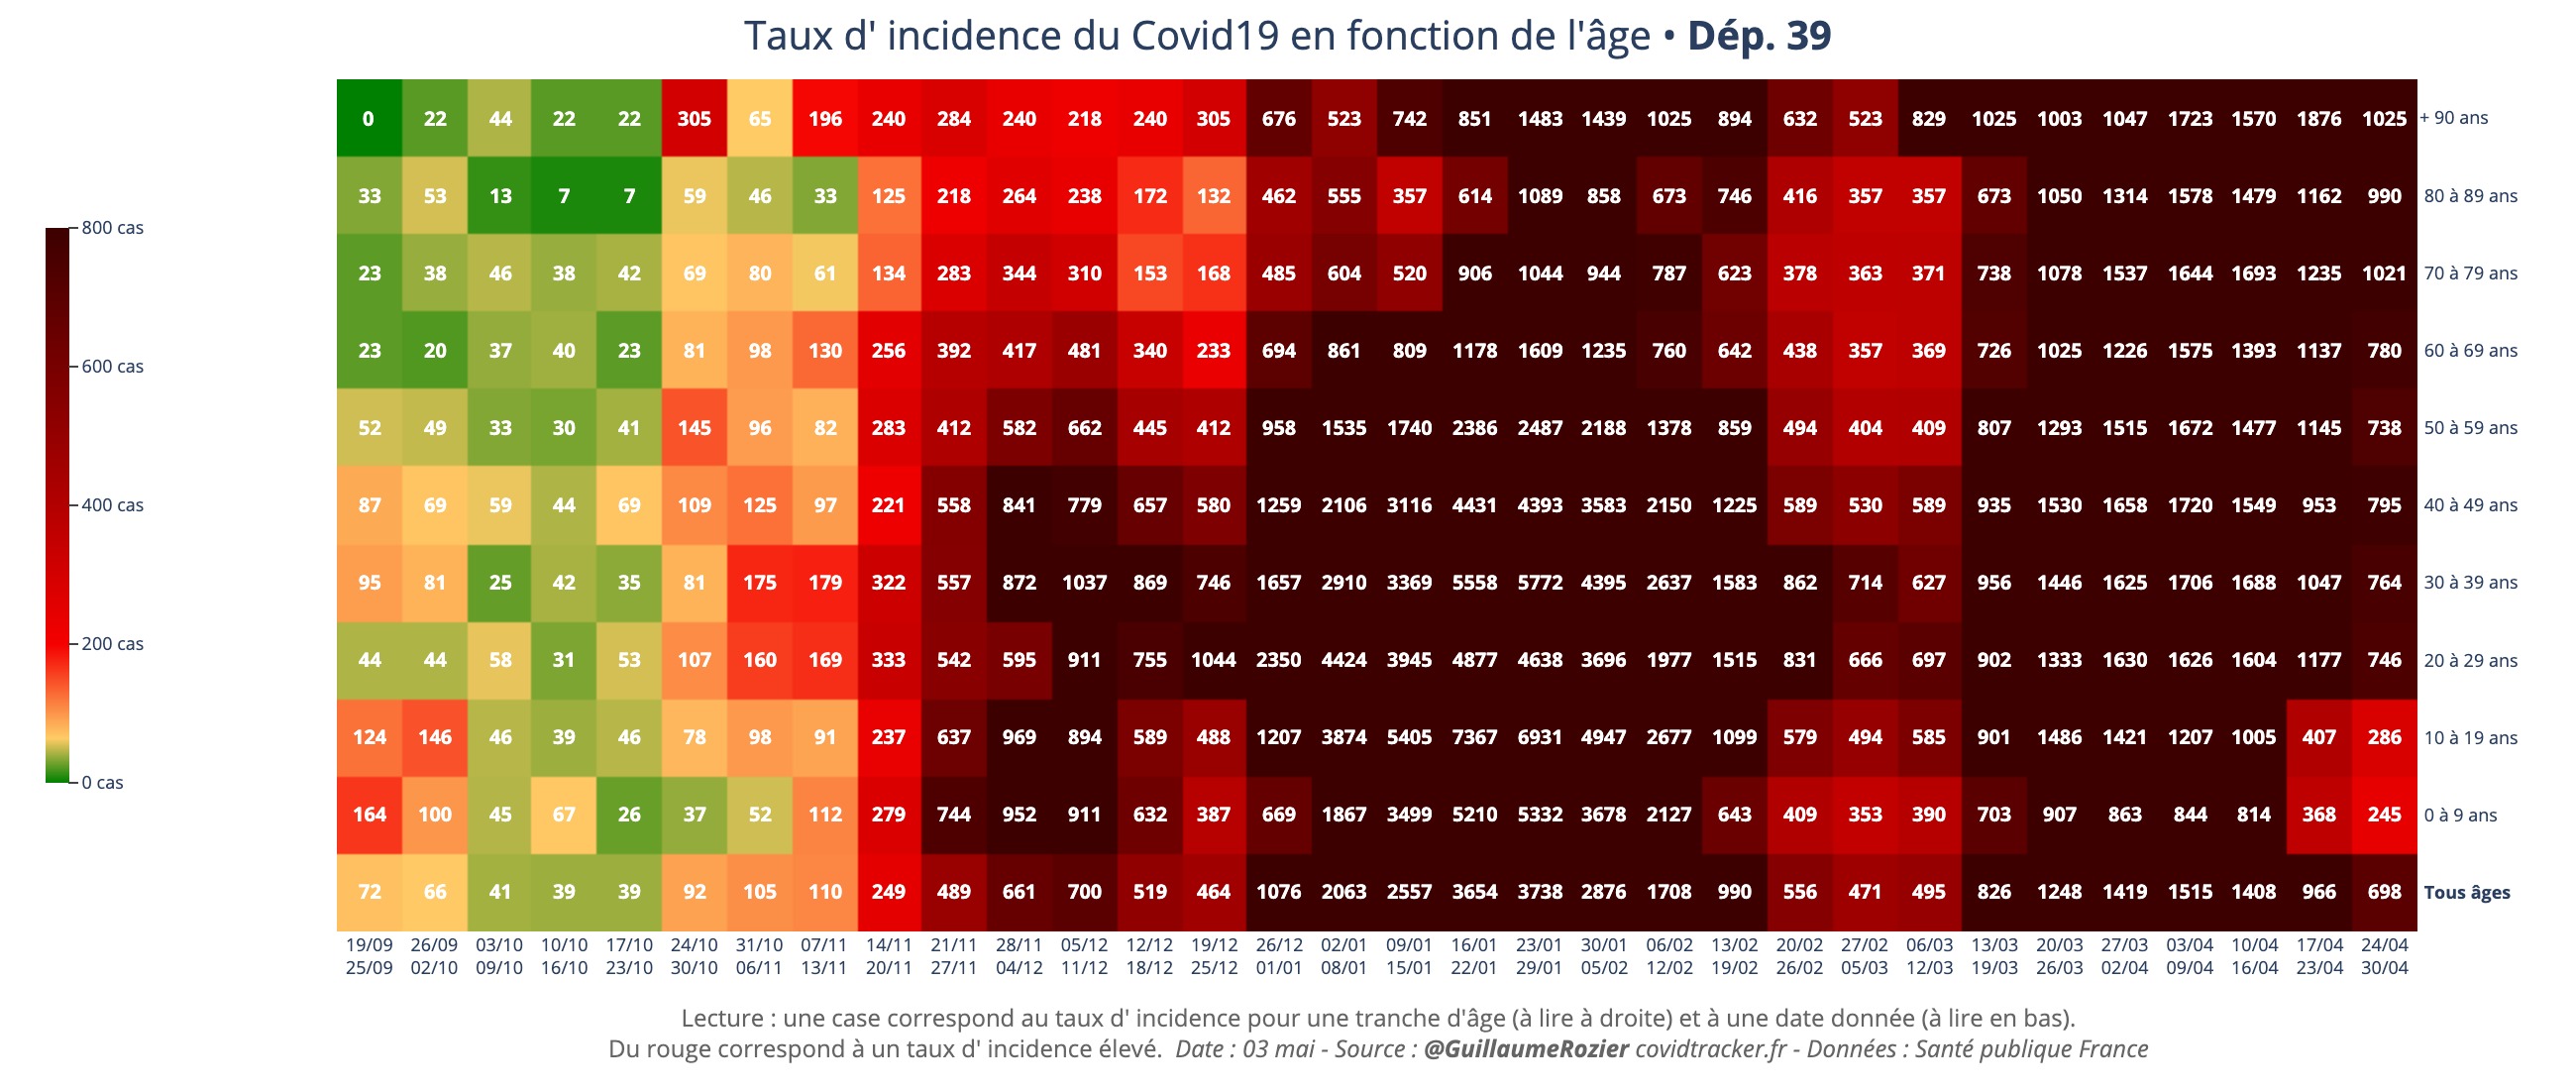 Taux d' incidence du Covid19 en fonction de l'âge • Dép. 39
0 22 44 22 22 305 65 196 240 284 240 218 240 305 676 523 742 851 1483 1439 1025 894 632 523 829 1025 1003 1047 1723 1570 1876 1025 + 90 ans
33 53 13 7 7 59 46 33 125 218 264 238 172 132 462 555 357 614 1089 858 673 746 416 357 357 673 1050 1314 1578 1479 1162 990 80 à 89 ans
800 cas
23 38 46 38 42 69 80 61 134 283 344 310 153 168 485 604 520 906 1044 944 787 623 378 363 371 738 1078 1537 1644 1693 1235 1021 70 à 79 ans
23 20 37 40 23 81 98 130 256 392 417 481 340 233 694 861 809 1178 1609 1235 760 642 438 357 369 726 1025 1226 1575 1393 1137 780 60 à 69 ans
600 cas
52 49 33 30 41 145 96 82 283 412 582 662 445 412 958 1535 1740 2386 2487 2188 1378 859 494 404 409 807 1293 1515 1672 1477 1145 738 50 à 59 ans
400 cas
87 69 59 44 69 109 125 97 221 558 841 779 657 580 1259 2106 3116 4431 4393 3583 2150 1225 589 530 589 935 1530 1658 1720 1549 953 795 40 à 49 ans
95 81 25 42 35 81 175 179 322 557 872 1037 869 746 1657 2910 3369 5558 5772 4395 2637 1583 862 714 627 956 1446 1625 1706 1688 1047 764 30 à 39 ans
200 cas
44 44 58 31 53 107 160 169 333 542 595 911 755 1044 2350 4424 3945 4877 4638 3696 1977 1515 831 666 697 902 1333 1630 1626 1604 1177 746 20 à 29 ans
124 146 46 39 46 78 98 91 237 637 969 894 589 488 1207 3874 5405 7367 6931 4947 2677 1099 579 494 585 901 1486 1421 1207 1005 407 286 10 à 19 ans
0 cas
164 100 45 67 26 37 52 112 279 744 952 911 632 387 669 1867 3499 5210 5332 3678 2127 643 409 353 390 703 907 863 844 814 368 245 0 à 9 ans
72 66 41 39 39 92 105 110 249 489 661 700 519 464 1076 2063 2557 3654 3738 2876 1708 990 556 471 495 826 1248 1419 1515 1408 966 698 Tous âges
19/09 26/09 03/10 10/10 17/10 24/10 31/10 07/11 14/11 21/11 28/11 05/12 12/12 19/12 26/12 02/01 09/01 16/01 23/01 30/01 06/02 13/02 20/02 27/02 06/03 13/03 20/03 27/03 03/04 10/04 17/04 24/04
25/09 02/10 09/10 16/10 23/10 30/10 06/11 13/11 20/11 27/11 04/12 11/12 18/12 25/12 01/01 08/01 15/01 22/01 29/01 05/02 12/02 19/02 26/02 05/03 12/03 19/03 26/03 02/04 09/04 16/04 23/04 30/04
Lecture : une case correspond au taux d' incidence pour une tranche d'âge (à lire à droite) et à une date donnée (à lire en bas).
Du rouge correspond à un taux d' incidence élevé. Date : 03 mai - Source : @GuillaumeRozier covidtracker.fr - Données : Santé publique France